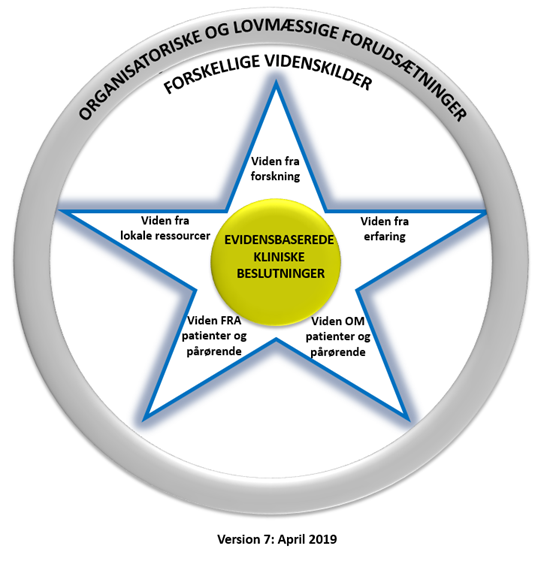 ORGANISATORISKE OG LOVMÆSSIGE FORUDSÆTNINGER
FORSKELLIGE VIDENSKILDER
Viden fra
forskning
Viden fra
lokale ressourcer
Viden fra
erfaring
EVIDENSBASEREDE
KLINISKE
BESLUTNINGER
Viden FRA
patienter og
pårørende
Viden OM
patienter og
pårørende
Version 7: April 2019